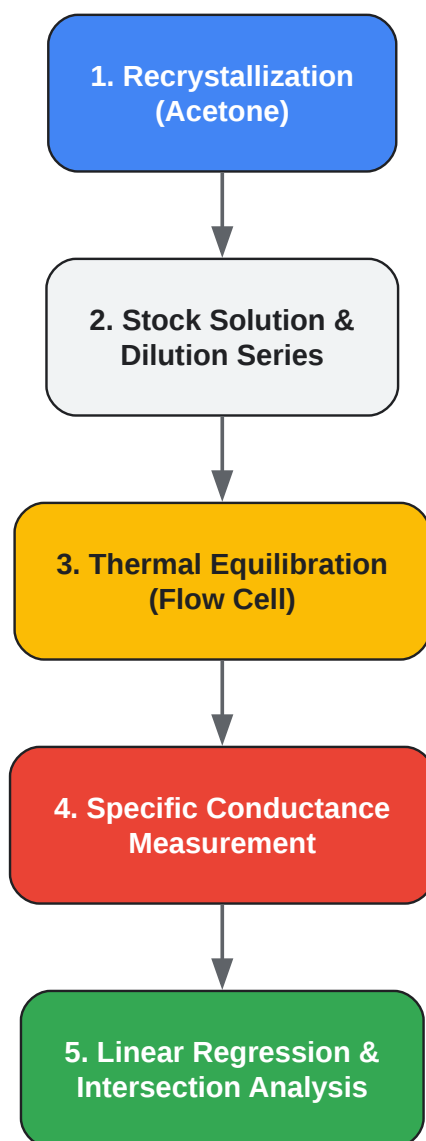 1. Recrystallization
(Acetone)
2. Stock Solution &
Dilution Series
3. Thermal Equilibration
(Flow Cell)
4. Specific Conductance
Measurement
5. Linear Regression &
Intersection Analysis